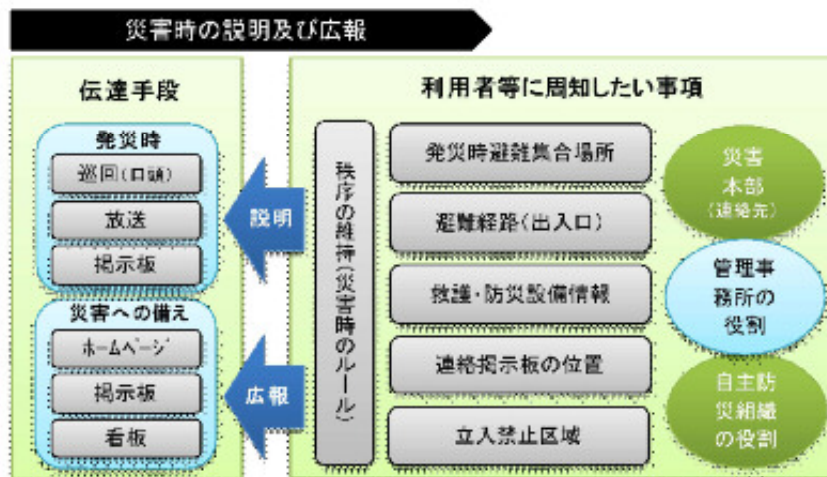 災害時の説明及び広報
伝達手段
発災時
巡回(口頭)
放送
掲示板
災害への備え
ホームページ
掲示板
看板
説明
広報
利用者等に周知したい事項
秩序の維持(災害時のルール)
発災時避難集合場所
避難経路(出入口)
救護・防災設備情報
連絡掲示板の位置
立入禁止区域
災害
本部
(連絡先)
管理事
務所の
役割
自主防
災組織
の役割